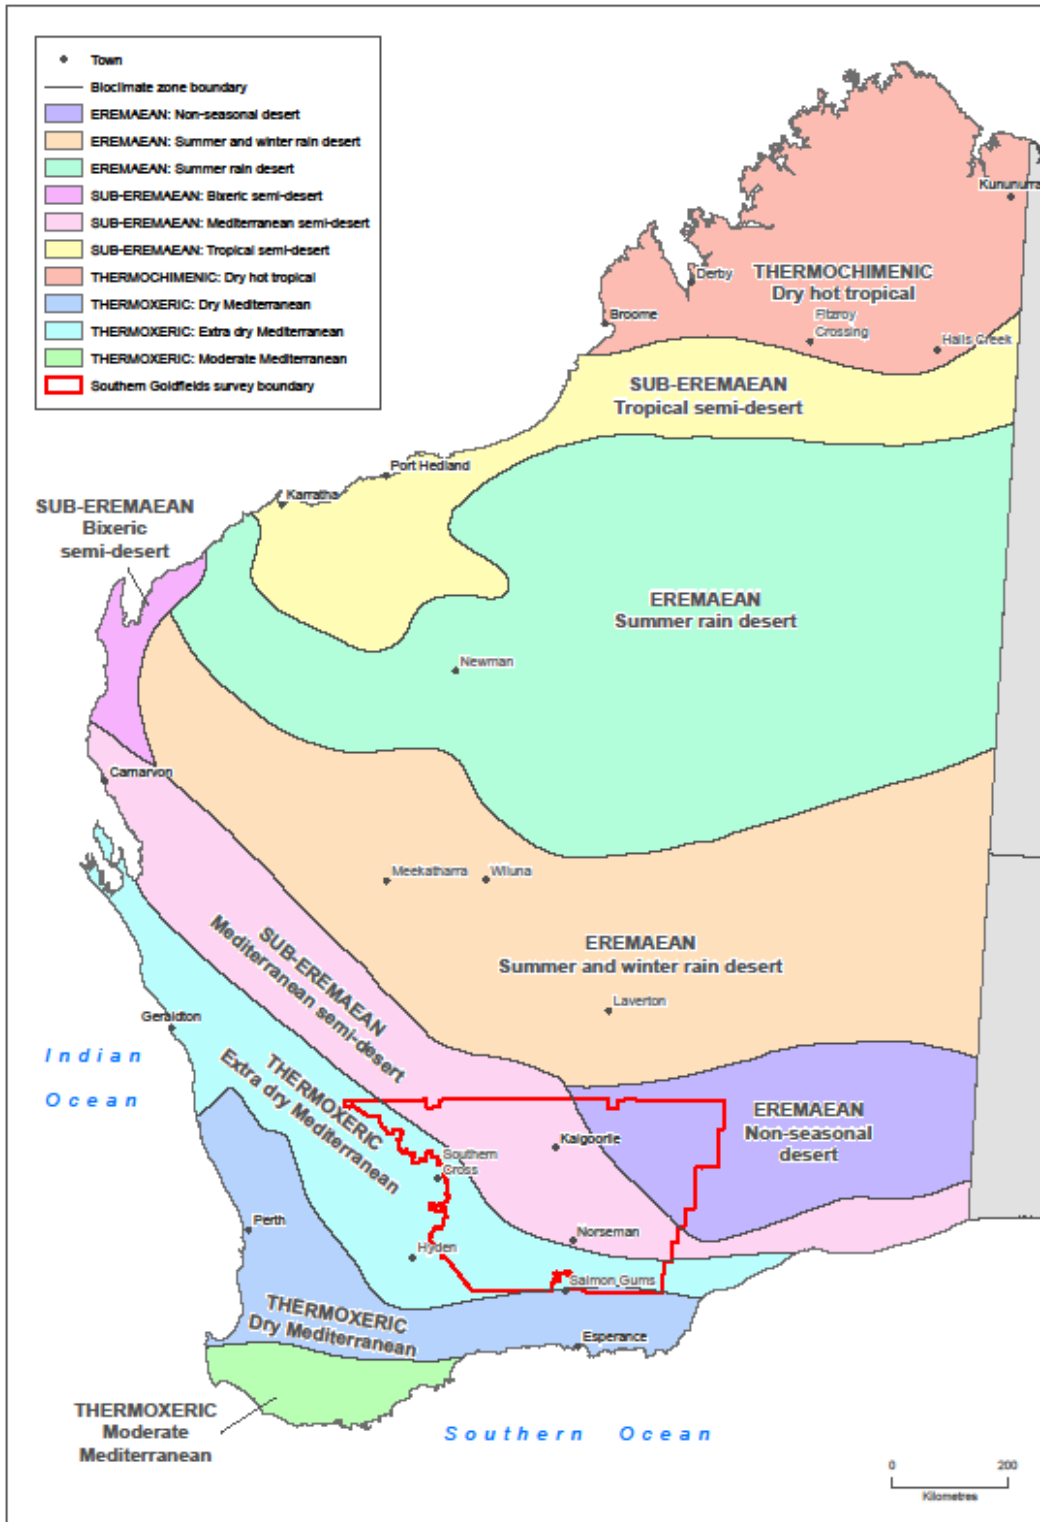 Town
Bioclimate zone boundary
EREMAEAN: Non-seasonal desert
EREMAEAN: Summer and winter rain desert
EREMAEAN: Summer rain desert
SUB-EREMAEAN: Bixeric semi-desert
SUB-EREMAEAN: Mediterranean semi-desert
SUB-EREMAEAN: Tropical semi-desert
THERMOCHIMENIC: Dry hot tropical
THERMOXERIC: Dry Mediterranean
THERMOXERIC: Extra dry Mediterranean
THERMOXERIC: Moderate Mediterranean
Southern Goldfields survey boundary
Kununurra
THERMOCHIMENIC
Dry hot tropical
Derby
Broome
Fitzroy
Crossing
Halls Creek
SUB-EREMAEAN
Tropical semi-desert
Port Hedland
Karratha
SUB-EREMAEAN
Bixeric
semi-desert
EREMAEAN
Summer rain desert
Newman
Carnarvon
Meekatharra
Wiluna
SUB-EREMAEAN
Mediterranean semi-desert
EREMAEAN
Summer and winter rain desert
Laverton
Geraldton
Indian
Ocean
THERMOXERIC
Extra dry Mediterranean
EREMAEAN
Non-seasonal
desert
Kalgoorlie
Southern
Cross
Perth
Norseman
Hyden
Salmon Gums
THERMOXERIC
Dry Mediterranean
Esperance
THERMOXERIC
Moderate
Mediterranean
Southern Ocean
0 200
Kilometres